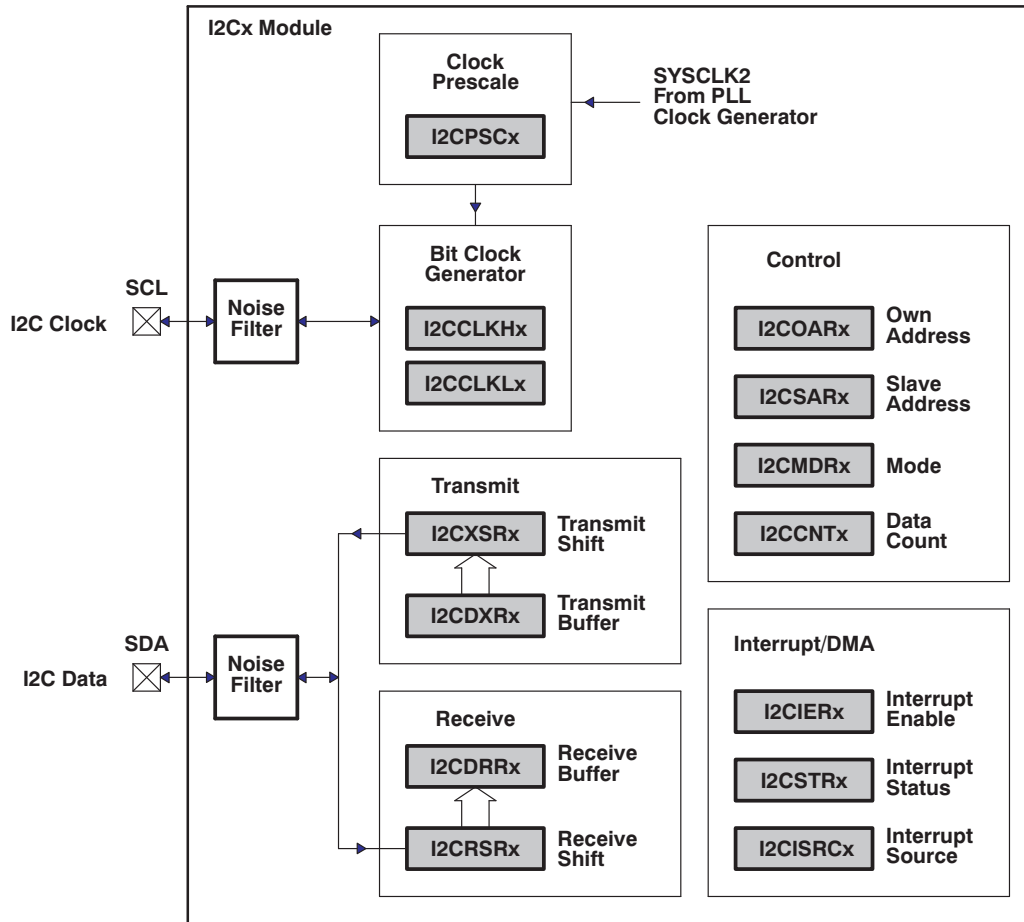 I2Cx Module
Clock
Prescale
I2CPSCx
SYSCLK2
From PLL
Clock Generator
Bit Clock
Generator
I2CCLKHx
I2CCLKLx
SCL
I2C Clock
Noise
Filter
Control
I2COARx
Own
Address
I2CSARx
Slave
Address
I2CMDRx
Mode
I2CCNTx
Data
Count
Transmit
I2CXSRx
Transmit
Shift
I2CDXRx
Transmit
Buffer
SDA
I2C Data
Noise
Filter
Receive
I2CDRRx
Receive
Buffer
I2CRSRx
Receive
Shift
Interrupt/DMA
I2CIERx
Interrupt
Enable
I2CSTRx
Interrupt
Status
I2CISRCx
Interrupt
Source